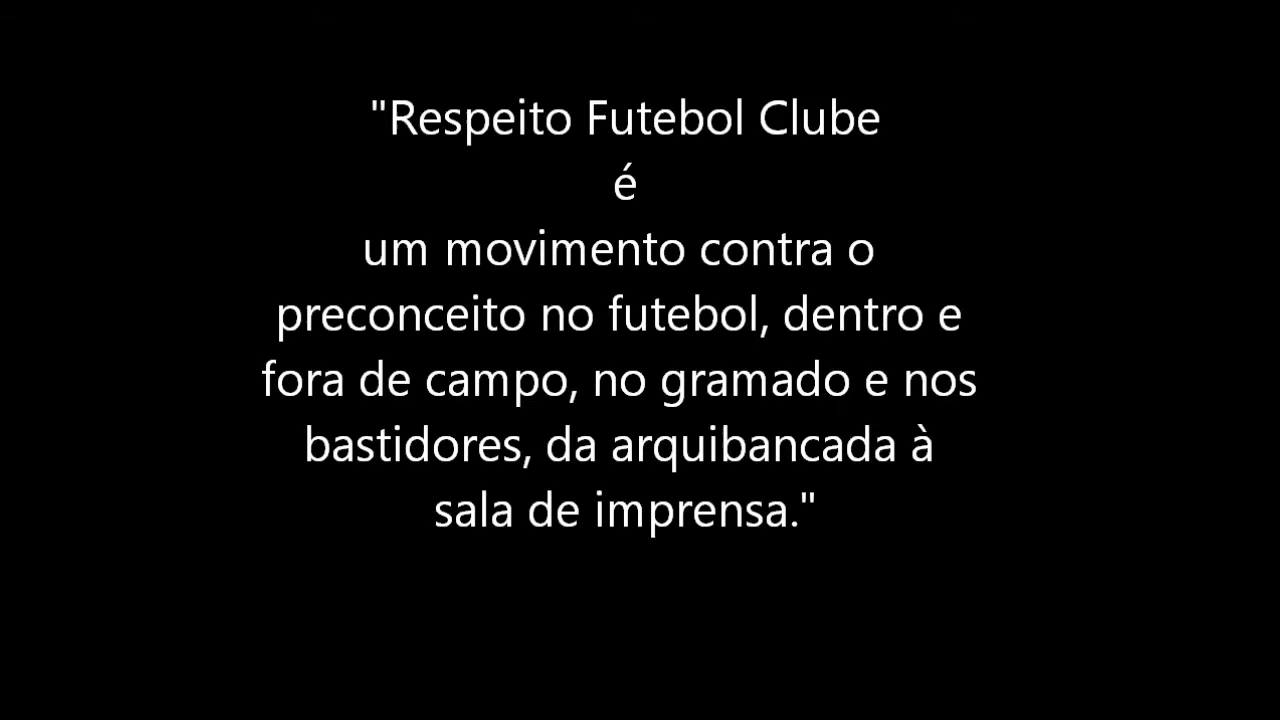 "Respeito Futebol Clube
é
um movimento contra o
preconceito no futebol, dentro e
fora de campo, no gramado e nos
bastidores, da arquibancada à
sala de imprensa."